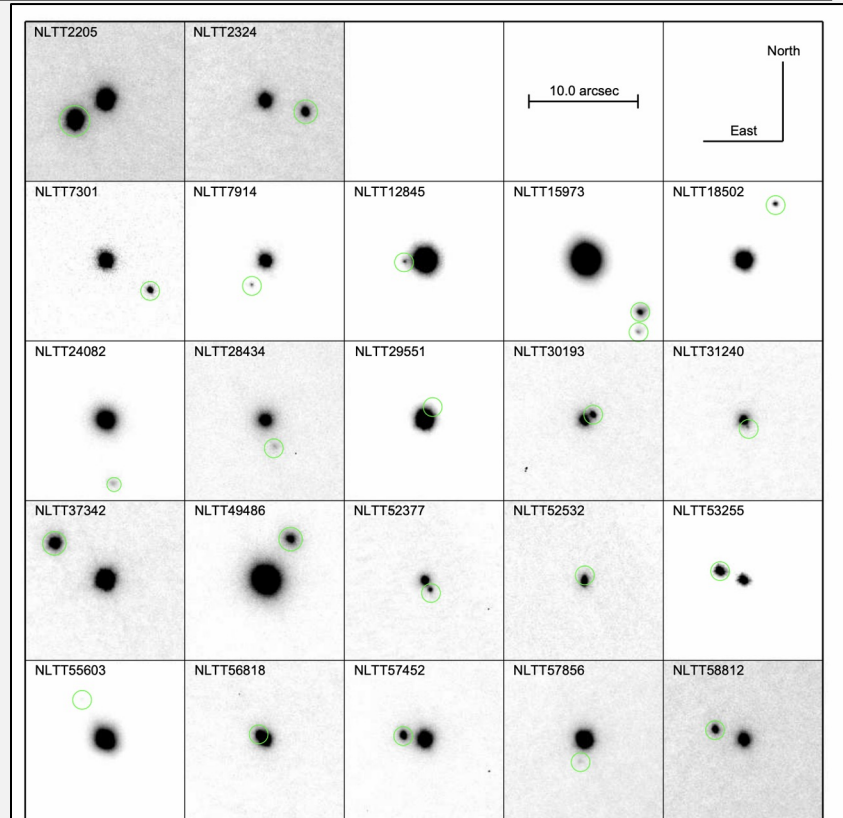 NLTT2205
NLTT2324
10.0 arcsec
North
East
NLTT7301
NLTT7914
NLTT12845
NLTT15973
NLTT18502
NLTT24082
NLTT28434
NLTT29551
NLTT30193
NLTT31240
NLTT37342
NLTT49486
NLTT52377
NLTT52532
NLTT53255
NLTT55603
NLTT56818
NLTT57452
NLTT57856
NLTT58812